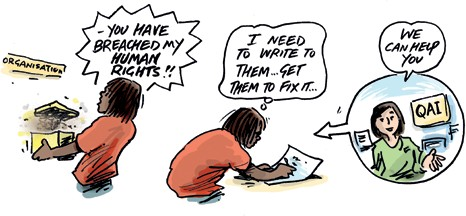 ORGANISATION
- YOU HAVE
BREACHED MY
HUMAN
RIGHTS!!
I NEED
TO WRITE TO
THEM...GET
THEM TO FIX IT...
WE
CAN HELP
YOU
QAI